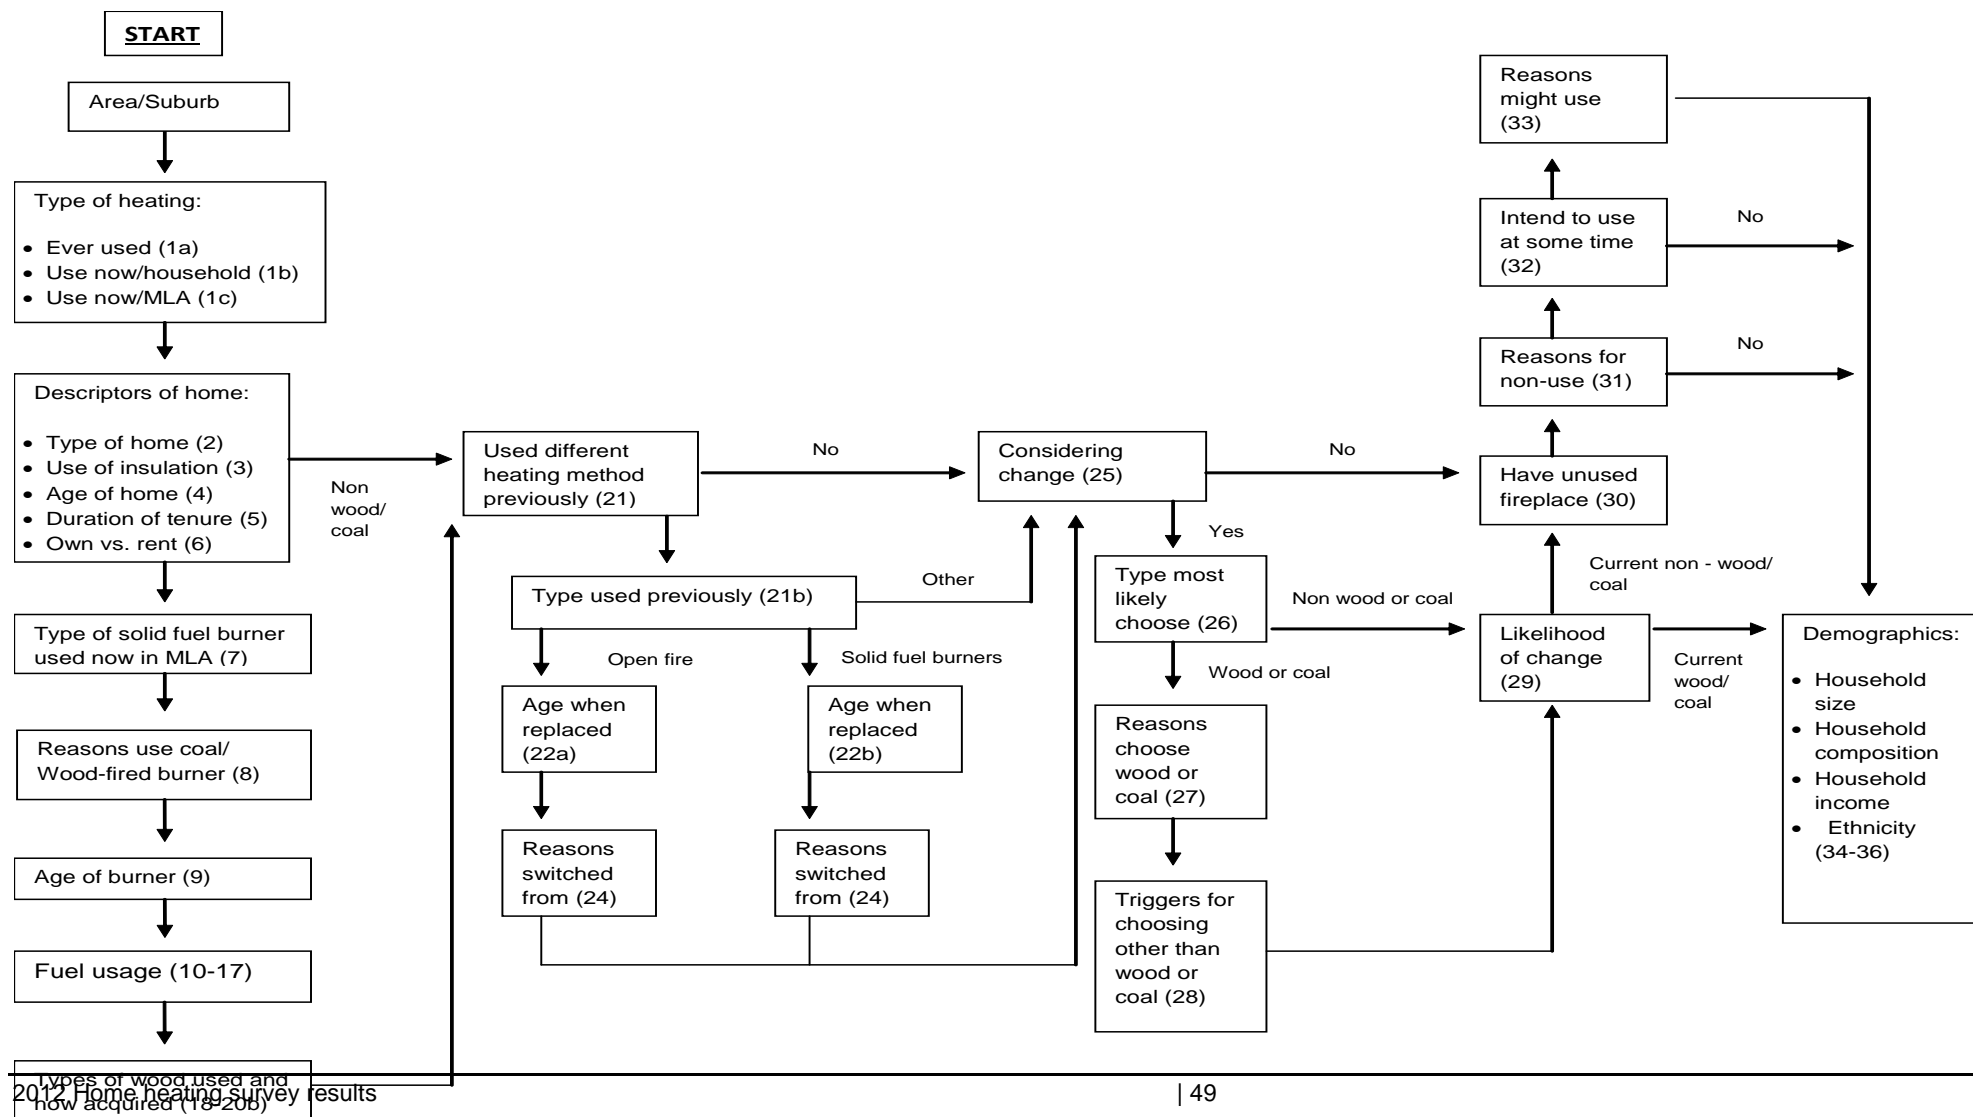 START
Area/Suburb
Type of heating:
• Ever used (1a)
• Use now/household (1b)
• Use now/MLA (1c)
Descriptors of home:
• Type of home (2)
• Use of insulation (3)
• Age of home (4)
• Duration of tenure (5)
• Own vs. rent (6)
Non
wood/
coal
Type of solid fuel burner
used now in MLA (7)
Reasons use coal/
Wood-fired burner (8)
Age of burner (9)
Fuel usage (10-17)
Types of wood used and
now acquired (18-20b)
Used different
heating method
previously (21)
No
Type used previously (21b)
Other
Open fire
Solid fuel burners
Age when
replaced
(22a)
Age when
replaced
(22b)
Reasons
switched
from (24)
Reasons
switched
from (24)
Considering
change (25)
No
Yes
Type most
likely
choose (26)
Non wood or coal
Wood or coal
Reasons
choose
wood or
coal (27)
Triggers for
choosing
other than
wood or
coal (28)
Reasons
might use
(33)
Intend to use
at some time
(32)
No
Reasons for
non-use (31)
No
Have unused
fireplace (30)
Current non - wood/
coal
Likelihood
of change
(29)
Current
wood/
coal
Demographics:
• Household
size
• Household
composition
• Household
income
• Ethnicity
(34-36)
2012 Home heating survey results
| 49